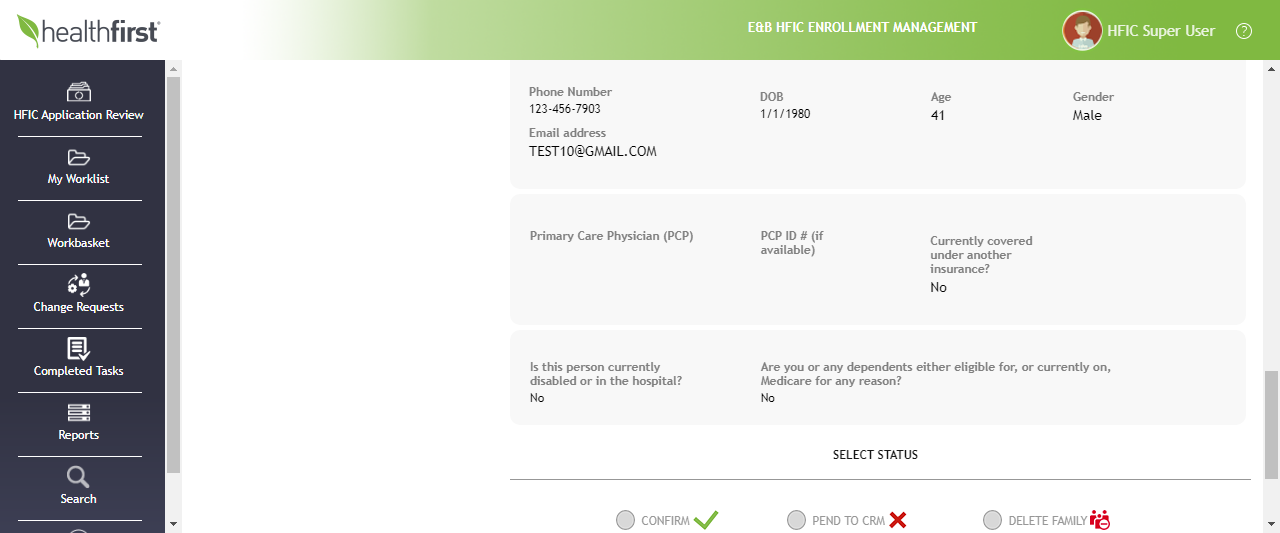 healthfirst
E&B HFIC ENROLLMENT MANAGEMENT
HFIC Super User
?
HFIC Application Review
My Worklist
Workbasket
Change Requests
Completed Tasks
Reports
Search
Phone Number
123-456-7903
DOB
1/1/1980
Age
41
Gender
Male
Email address
TEST10@GMAIL.COM
Primary Care Physician (PCP)
PCP ID # (if
available)
Currently covered
under another
insurance?
No
Is this person currently
disabled or in the hospital?
No
Are you or any dependents either eligible for, or currently on,
Medicare for any reason?
No
SELECT STATUS
CONFIRM
PEND TO CRM
DELETE FAMILY